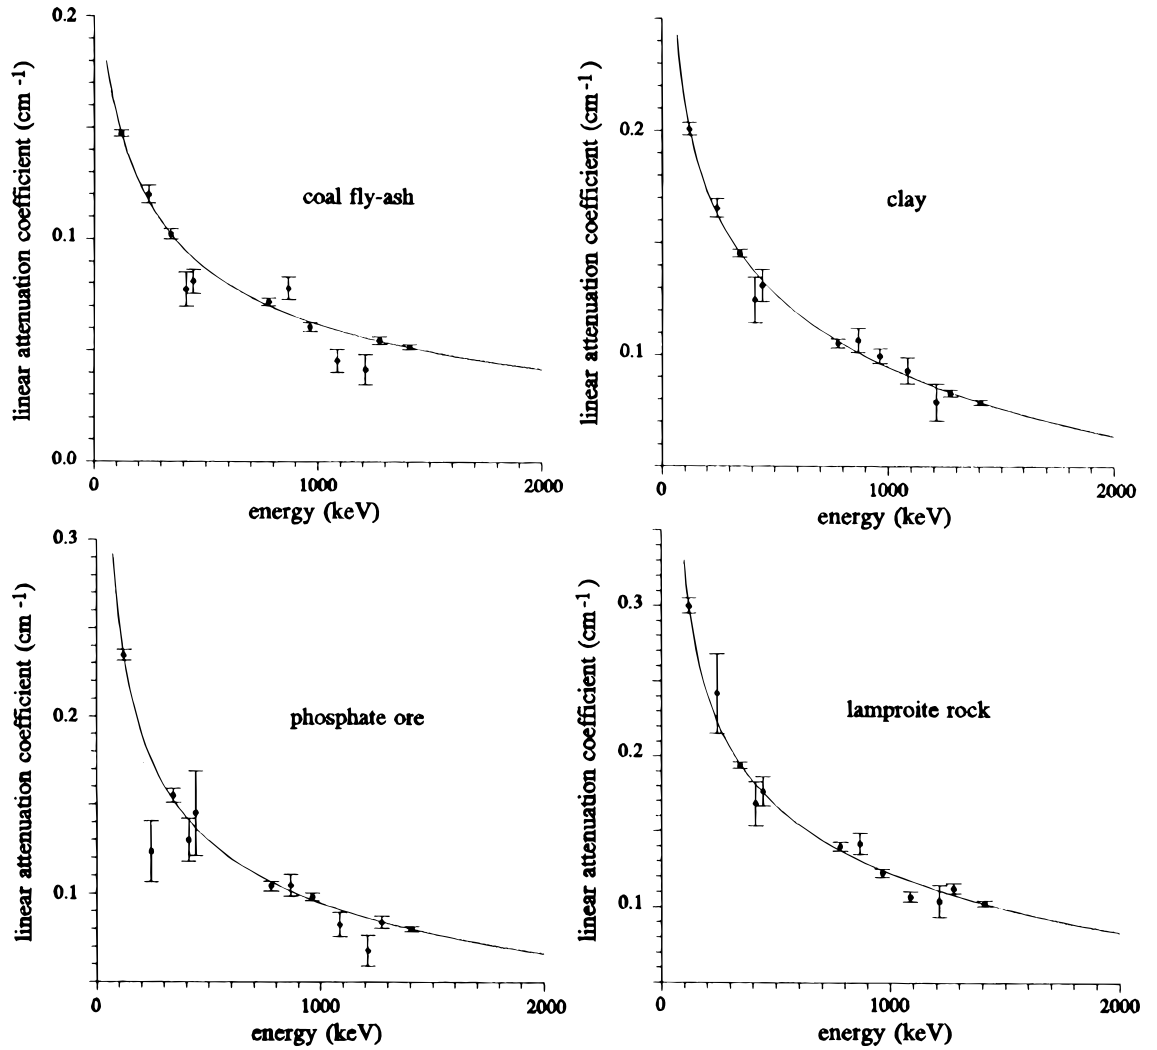 0.2
linear attenuation coefficient (cm -1)
coal fly-ash
0.1
0.0
0 1000 2000
energy (keV)
linear attenuation coefficient (cm -1)
0.2
clay
0.1
0 1000 2000
energy (keV)
0.3
linear attenuation coefficient (cm -1)
0.2
phosphate ore
0.1
0 1000 2000
energy (keV)
linear attenuation coefficient (cm -1)
0.3
lamproite rock
0.2
0.1
0 1000 2000
energy (keV)